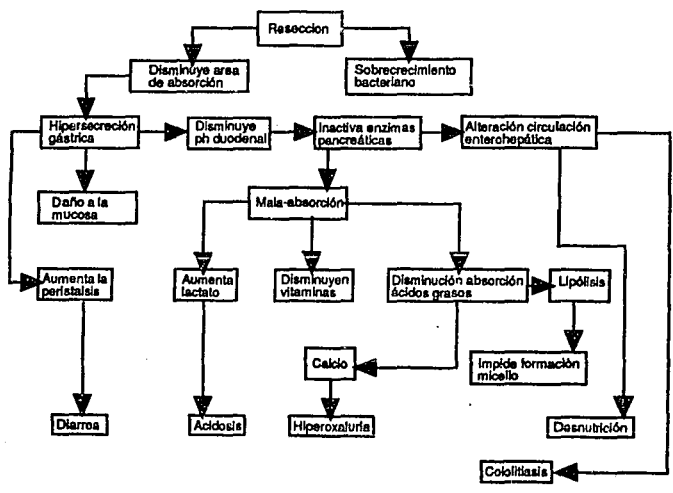 Reseccion
Disminuye area
de absorción
Sobrecrecimiento
bacteriano
Hipersecreción
gástrica
Disminuye
ph duodenal
Inactiva enzimas
pancreáticas
Alteración circulación
enterohepática
Daño a la
mucosa
Mala-absorción
Aumenta la
peristalsis
Aumenta
lactato
Disminuyen
vitaminas
Disminución absorción
ácidos grasos
Lipólisis
Calcio
Impide formación
micello
Diarrea
Acidosis
Hiperoxaluria
Desnutrición
Cololitiasis